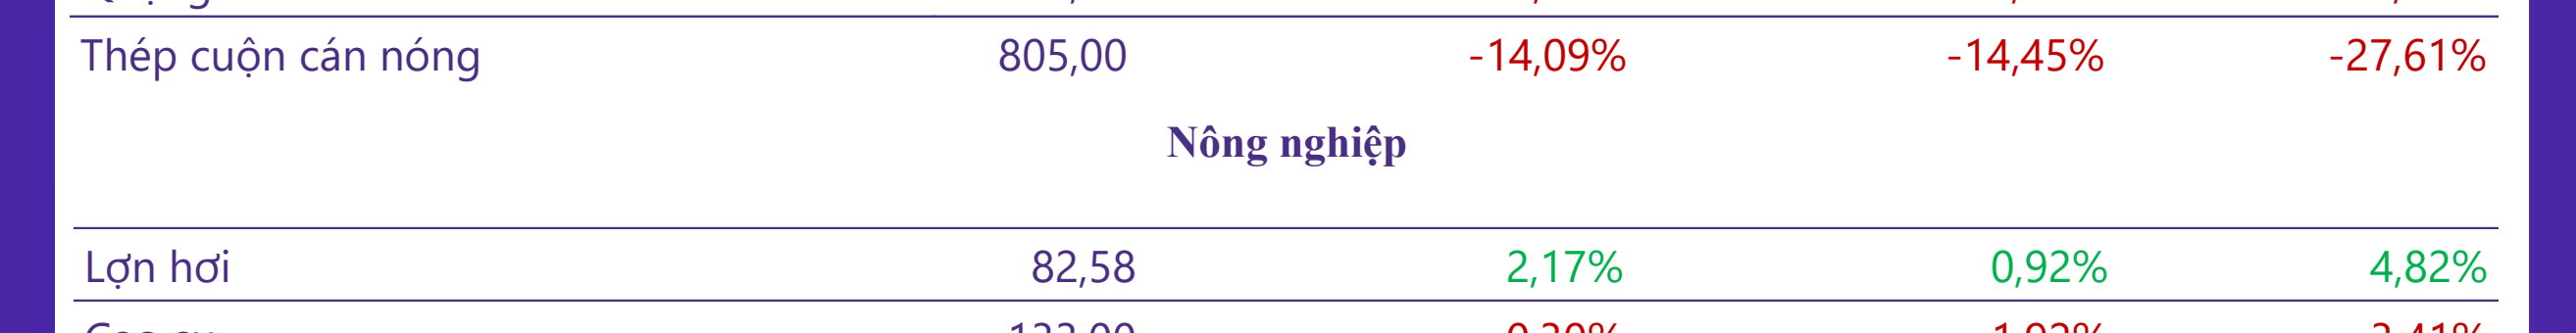 Thép cuộn cán nóng 805,00 -14,09% -14,45% -27,61%
Nông nghiệp
Lợn hơi 82,58 2,17% 0,92% 4,82%